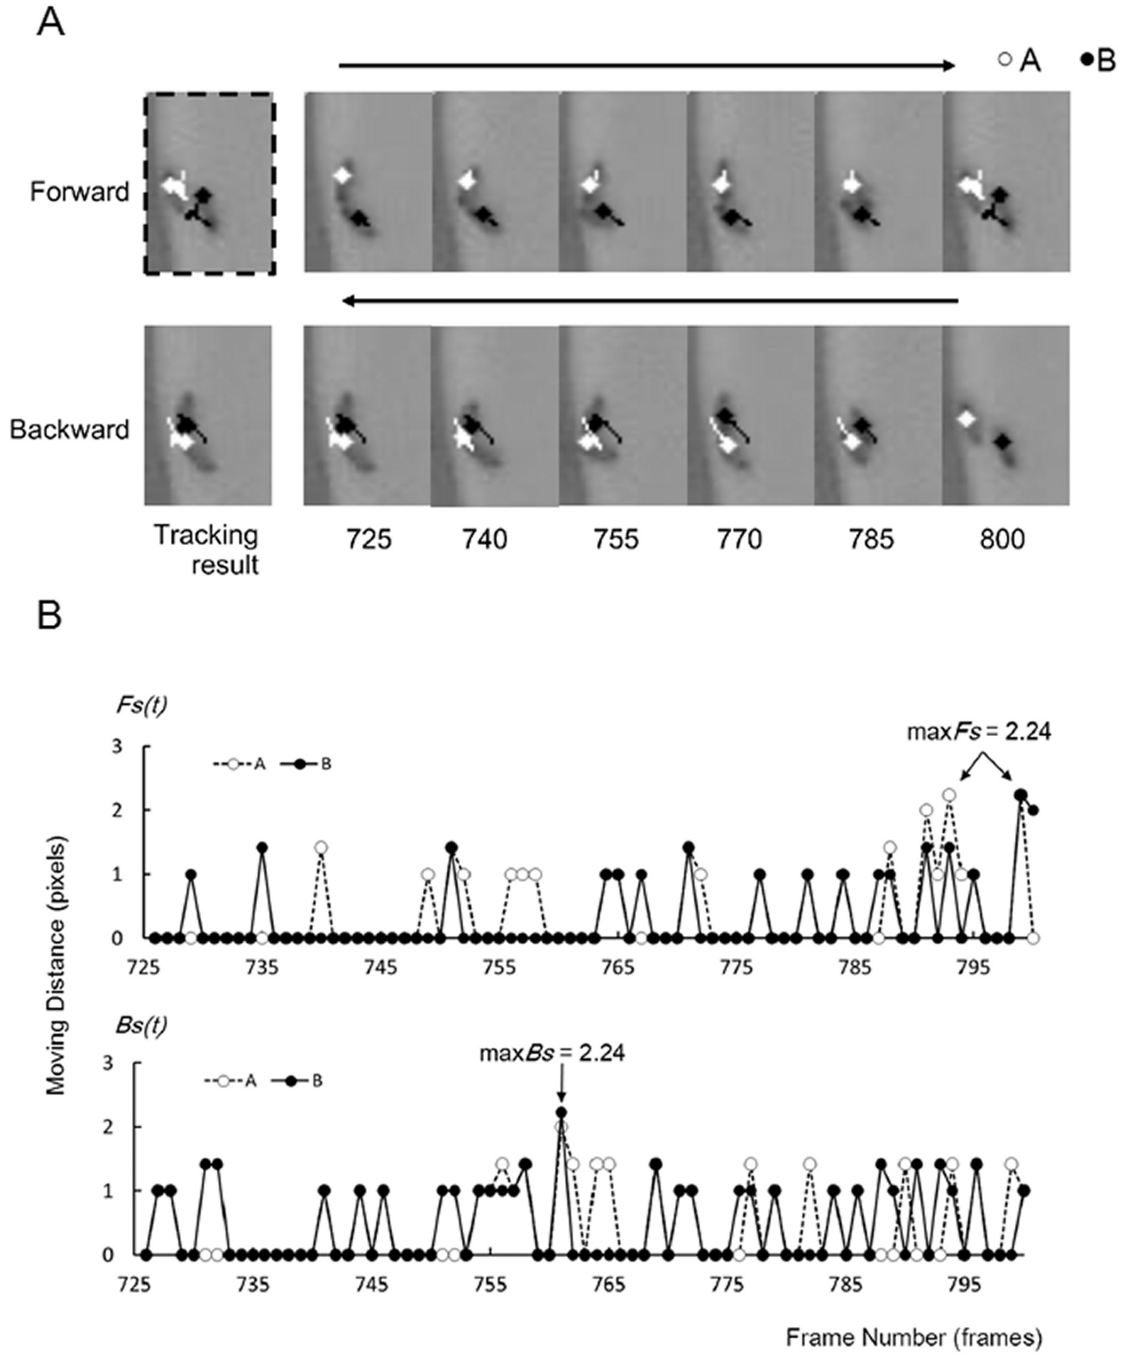 A
A B
Forward
Backward
Tracking result
725 740 755 770 785 800
B
Fs(t)
maxFs = 2.24
A B
3
2
1
0
725 735 745 755 765 775 785 795
Moving Distance (pixels)
Bs(t)
maxBs = 2.24
A B
3
2
1
0
725 735 745 755 765 775 785 795
Frame Number (frames)